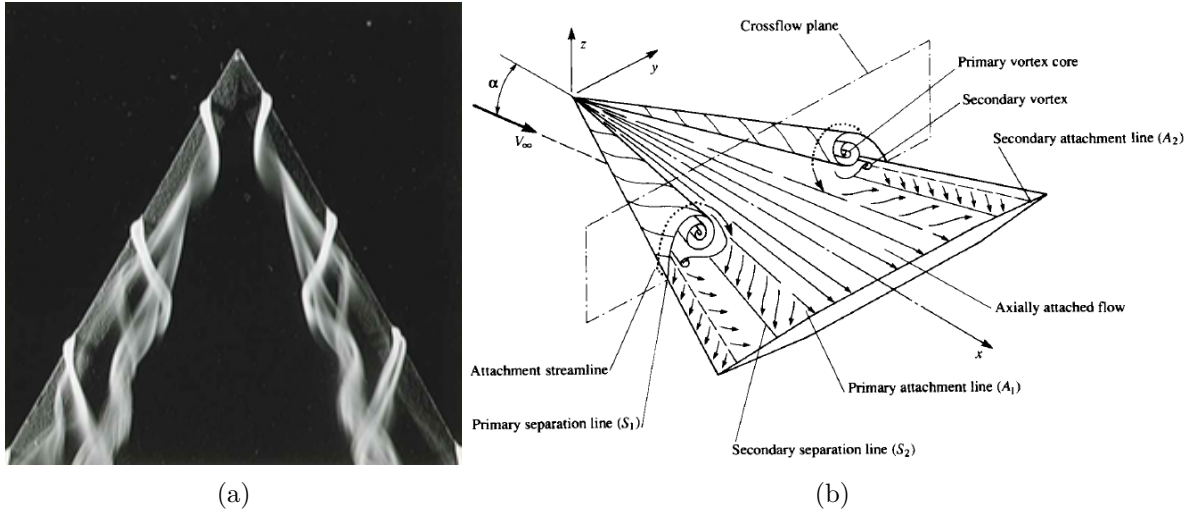 Crossflow plane
z
y
α
V∞
Primary vortex core
Secondary vortex
Secondary attachment line (A2)
Axially attached flow
x
Attachment streamline
Primary attachment line (A1)
Primary separation line (S1)
Secondary separation line (S2)
(a)
(b)